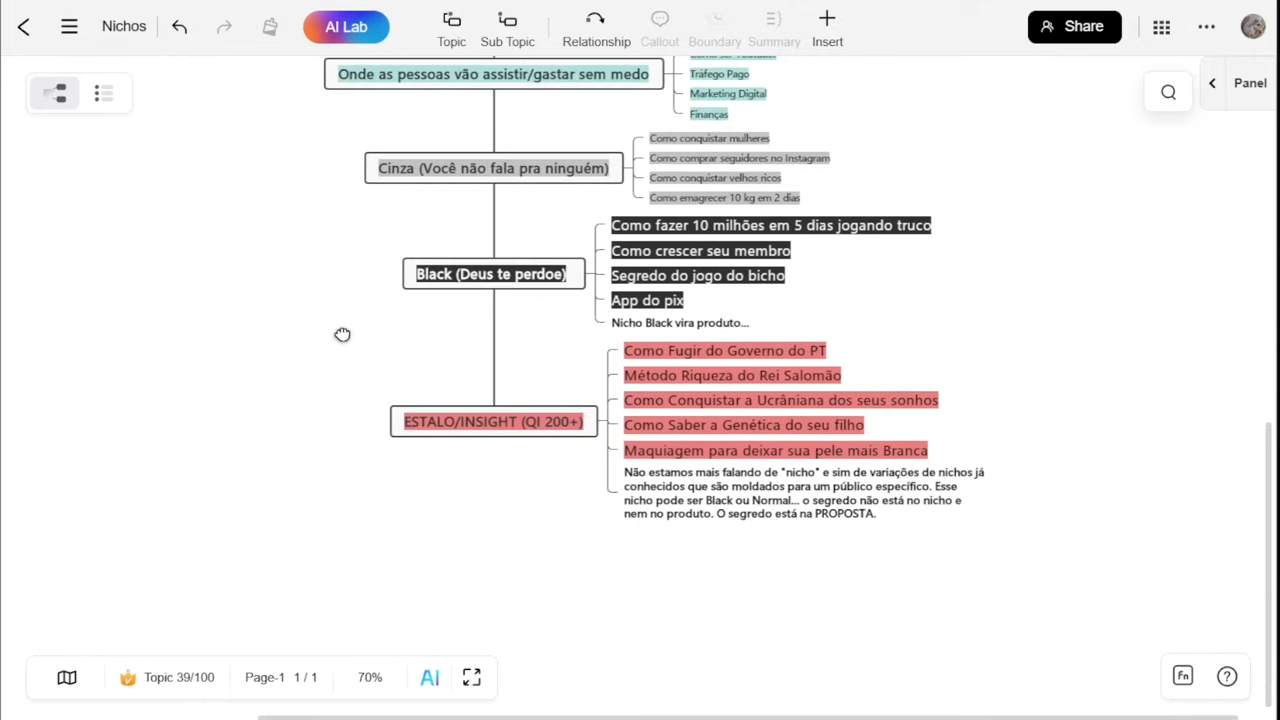 Nichos
AI Lab
Topic
Sub Topic
Relationship
Callout
Boundary
Summary
Insert
Share
Panel
Onde as pessoas vão assistir/gastar sem medo
Tráfego Pago
Marketing Digital
Finanças
Cinza (Você não fala pra ninguém)
Como conquistar mulheres
Como comprar seguidores no Instagram
Como conquistar velhos ricos
Como emagrecer 10 kg em 2 dias
Black (Deus te perdoe)
Como fazer 10 milhões em 5 dias jogando truco
Como crescer seu membro
Segredo do jogo do bicho
App do pix
Nicho Black vira produto...
ESTALO/INSIGHT (QI 200+)
Como Fugir do Governo do PT
Método Riqueza do Rei Salomão
Como Conquistar a Ucrâniana dos seus sonhos
Como Saber a Genética do seu filho
Maquiagem para deixar sua pele mais Branca
Não estamos mais falando de "nicho" e sim de variações de nichos já
conhecidos que são moldados para um público específico. Esse
nicho pode ser Black ou Normal... o segredo não está no nicho e
nem no produto. O segredo está na PROPOSTA.
Topic 39/100
Page-1 1 / 1
70%
AI
Fn